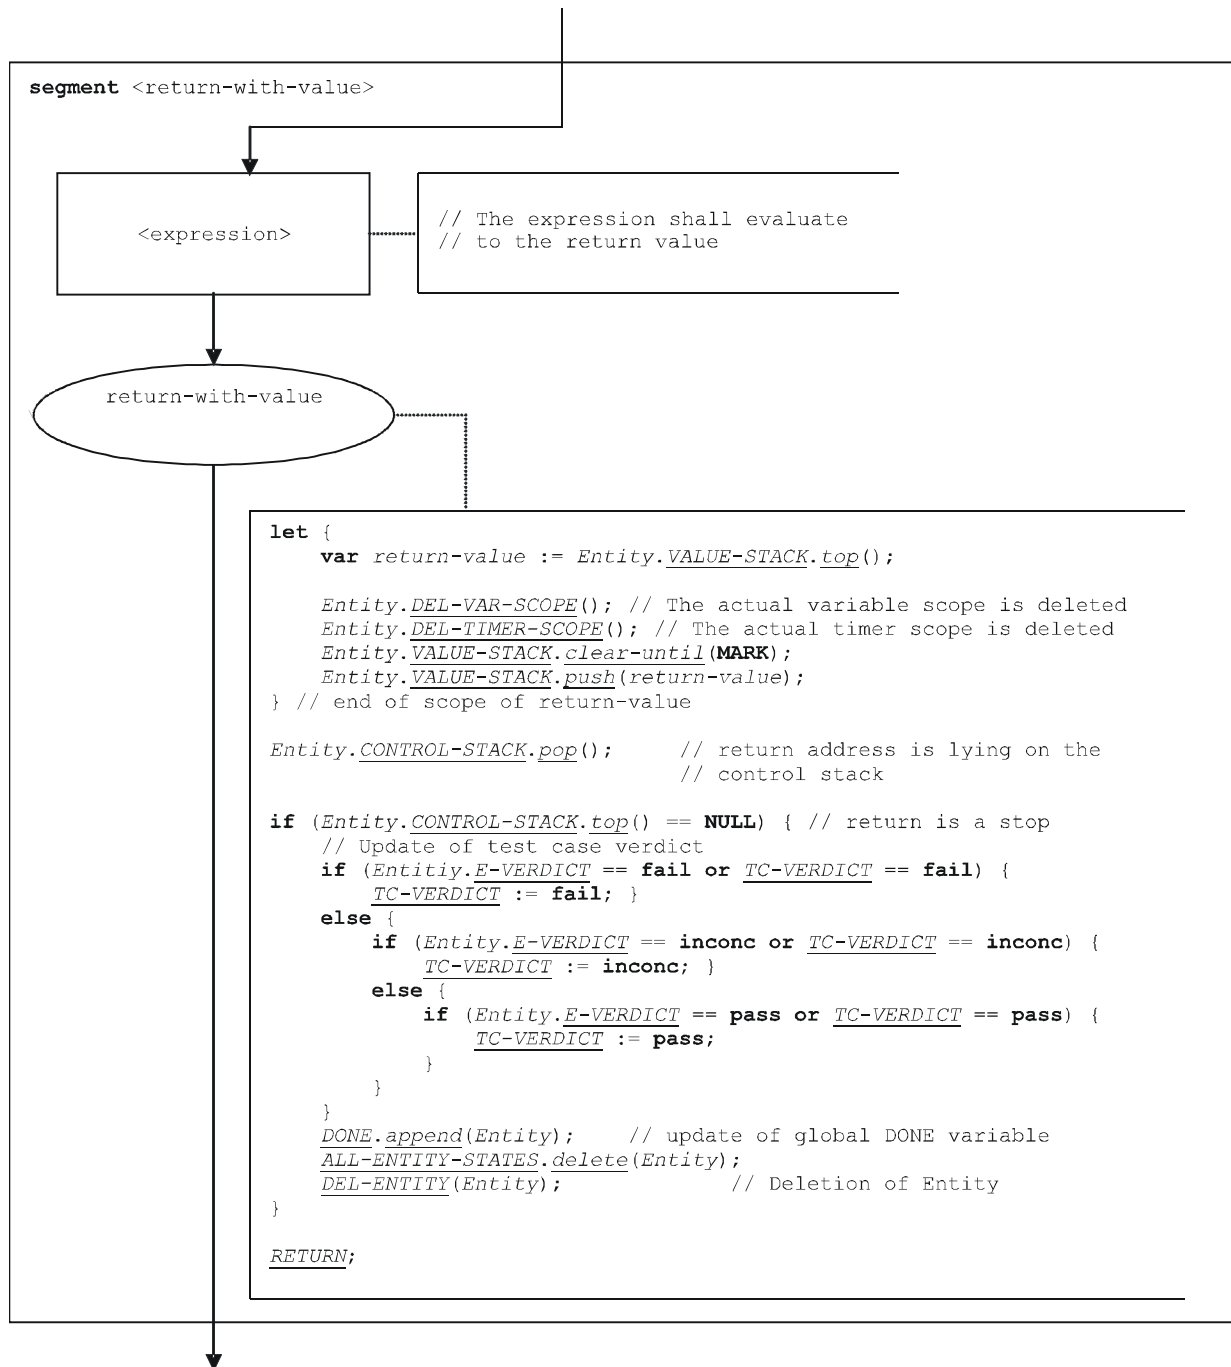 segment <return-with-value>
<expression>
// The expression shall evaluate
// to the return value
return-with-value
let {
var return-value := Entity.VALUE-STACK.top();
Entity.DEL-VAR-SCOPE(); // The actual variable scope is deleted
Entity.DEL-TIMER-SCOPE(); // The actual timer scope is deleted
Entity.VALUE-STACK.clear-until(MARK);
Entity.VALUE-STACK.push(return-value);
} // end of scope of return-value
Entity.CONTROL-STACK.pop(); // return address is lying on the
// control stack
if (Entity.CONTROL-STACK.top() == NULL) { // return is a stop
// Update of test case verdict
if (Entitiy.E-VERDICT == fail or TC-VERDICT == fail) {
TC-VERDICT := fail; }
else {
if (Entity.E-VERDICT == inconc or TC-VERDICT == inconc) {
TC-VERDICT := inconc; }
else {
if (Entity.E-VERDICT == pass or TC-VERDICT == pass) {
TC-VERDICT := pass;
}
}
}
DONE.append(Entity); // update of global DONE variable
ALL-ENTITY-STATES.delete(Entity);
DEL-ENTITY(Entity); // Deletion of Entity
}
RETURN;